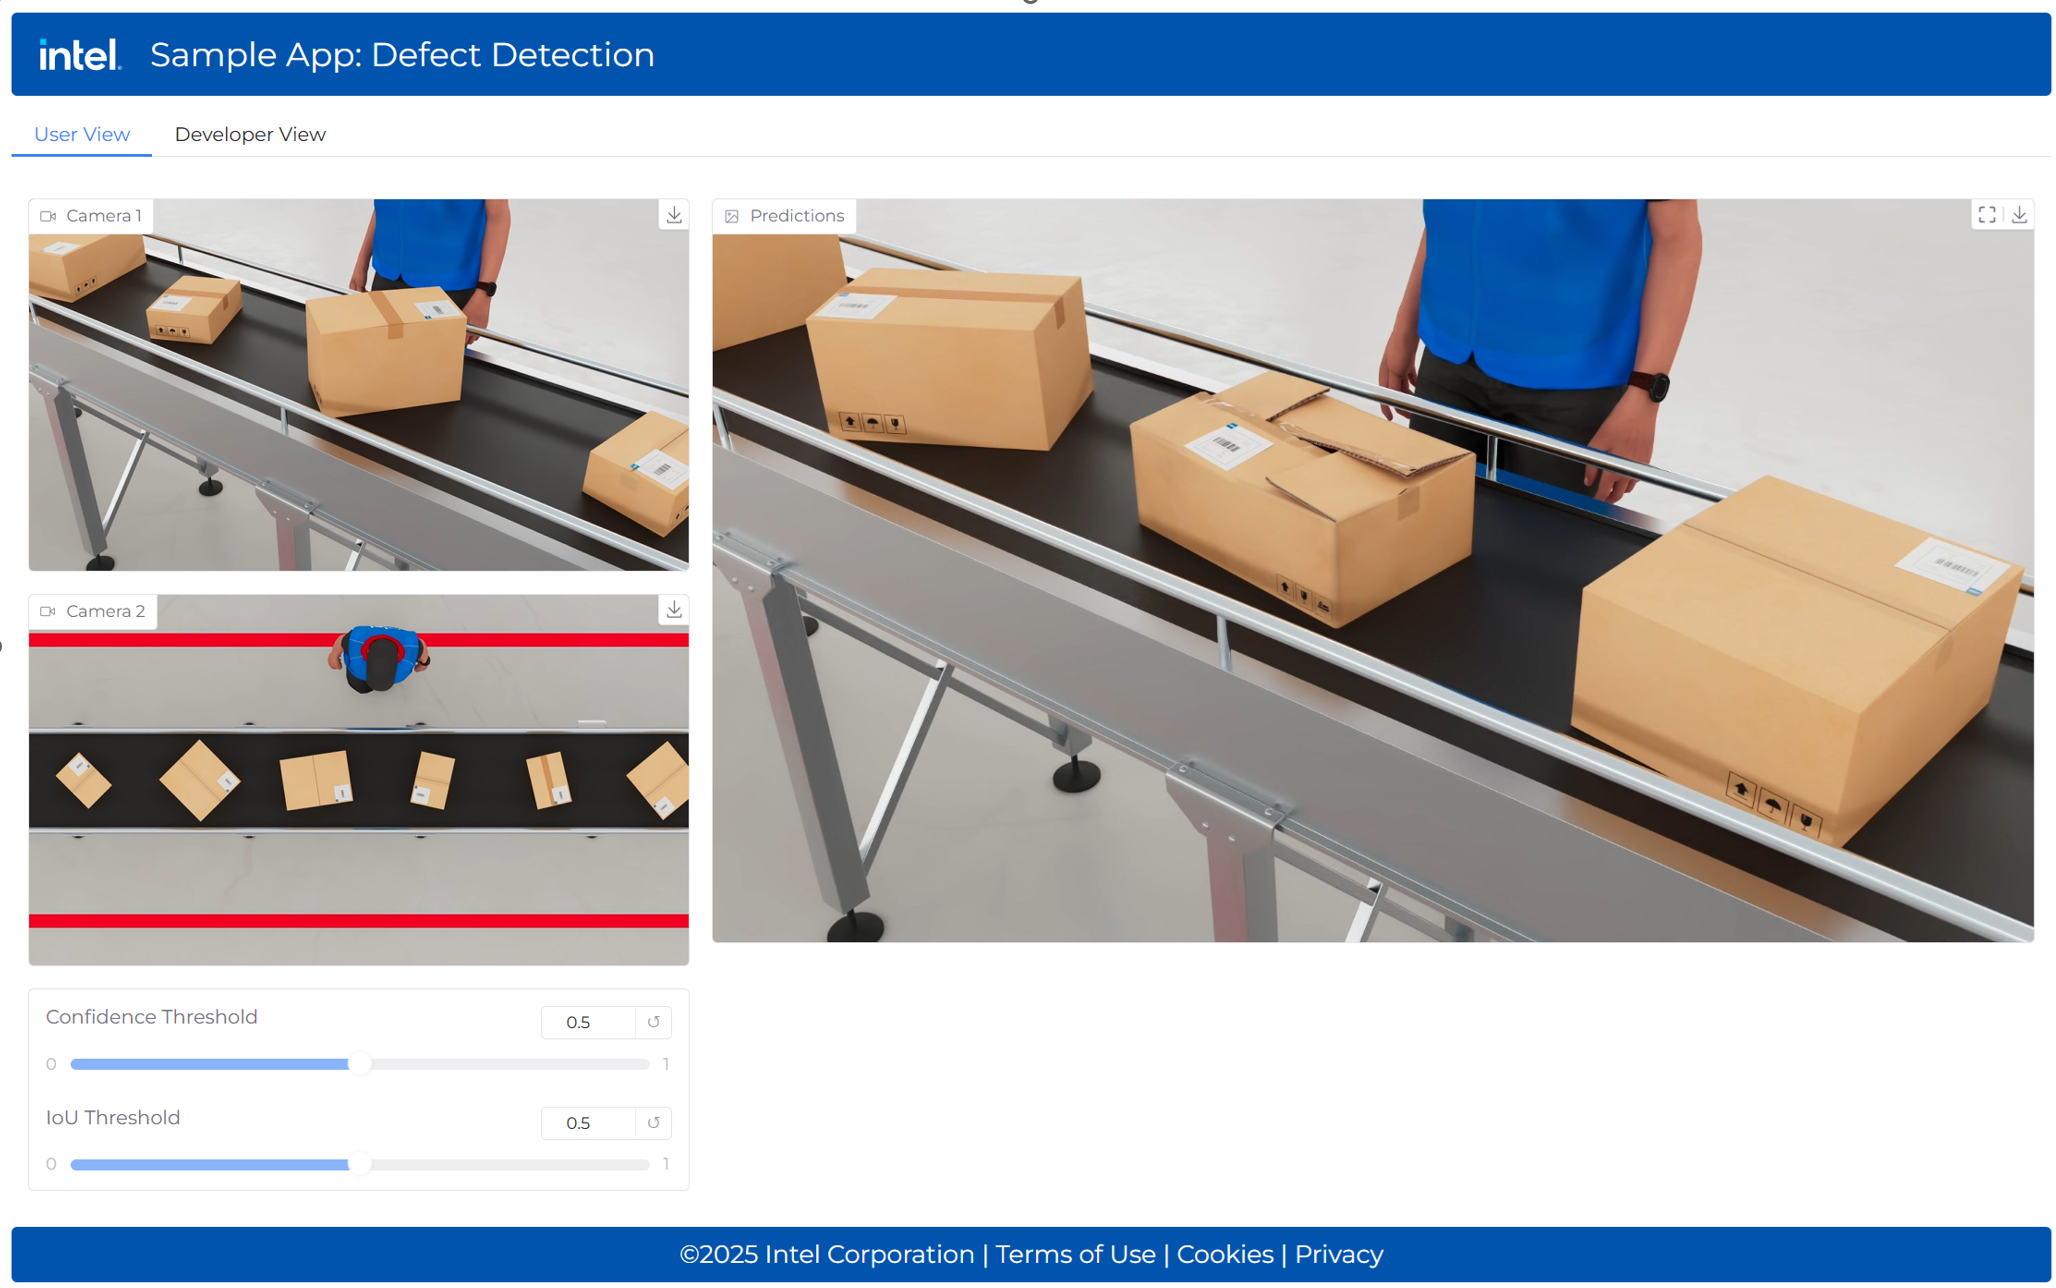 intel. Sample App: Defect Detection
User View Developer View
Camera 1
Predictions
Camera 2
Confidence Threshold
0.5
0 1
IoU Threshold
0.5
0 1
©2025 Intel Corporation | Terms of Use | Cookies | Privacy